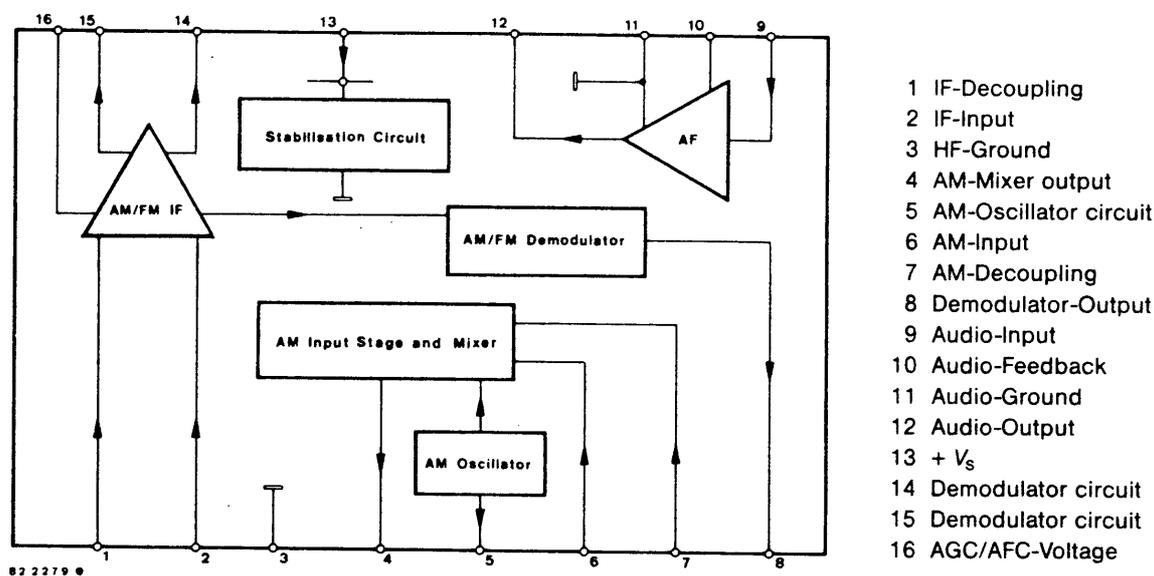 16 15 14 13 12 11 10 9
Stabilisation Circuit
AF
AM/FM IF
AM/FM Demodulator
AM Input Stage and Mixer
AM Oscillator
1 2 3 4 5 6 7 8
82 2279 e
1 IF-Decoupling
2 IF-Input
3 HF-Ground
4 AM-Mixer output
5 AM-Oscillator circuit
6 AM-Input
7 AM-Decoupling
8 Demodulator-Output
9 Audio-Input
10 Audio-Feedback
11 Audio-Ground
12 Audio-Output
13 + Vs
14 Demodulator circuit
15 Demodulator circuit
16 AGC/AFC-Voltage